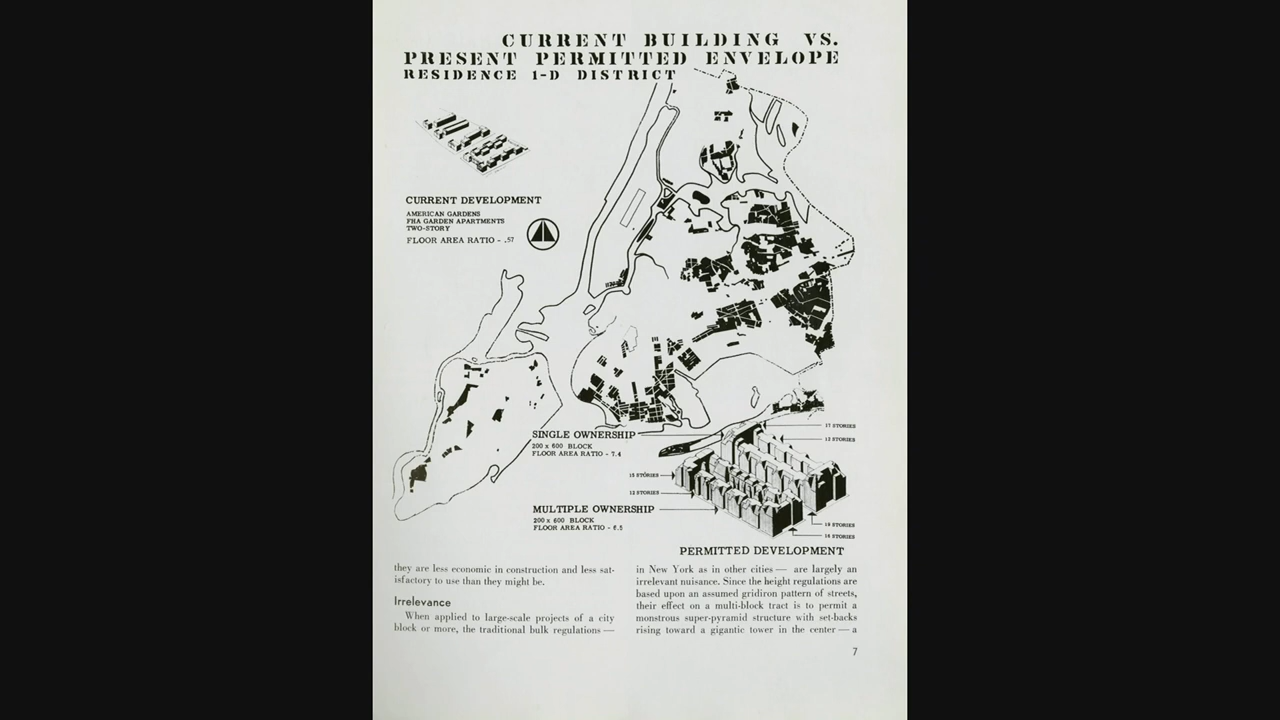 CURRENT BUILDING VS.
PRESENT PERMITTED ENVELOPE
RESIDENCE 1-D DISTRICT
CURRENT DEVELOPMENT
AMERICAN GARDENS
FHA GARDEN APARTMENTS
TWO-STORY
FLOOR AREA RATIO - .57
SINGLE OWNERSHIP
200 x 600 BLOCK
FLOOR AREA RATIO - 7.4
17 STORIES
13 STORIES
15 STORIES
12 STORIES
MULTIPLE OWNERSHIP
200 x 600 BLOCK
FLOOR AREA RATIO - 6.5
18 STORIES
16 STORIES
PERMITTED DEVELOPMENT
they are less economic in construction and less sat-
isfactory to use than they might be.
Irrelevance
When applied to large-scale projects of a city
block or more, the traditional bulk regulations —
in New York as in other cities — are largely an
irrelevant nuisance. Since the height regulations are
based upon an assumed gridiron pattern of streets,
their effect on a multi-block tract is to permit a
monstrous super-pyramid structure with set-backs
rising toward a gigantic tower in the center — a
7